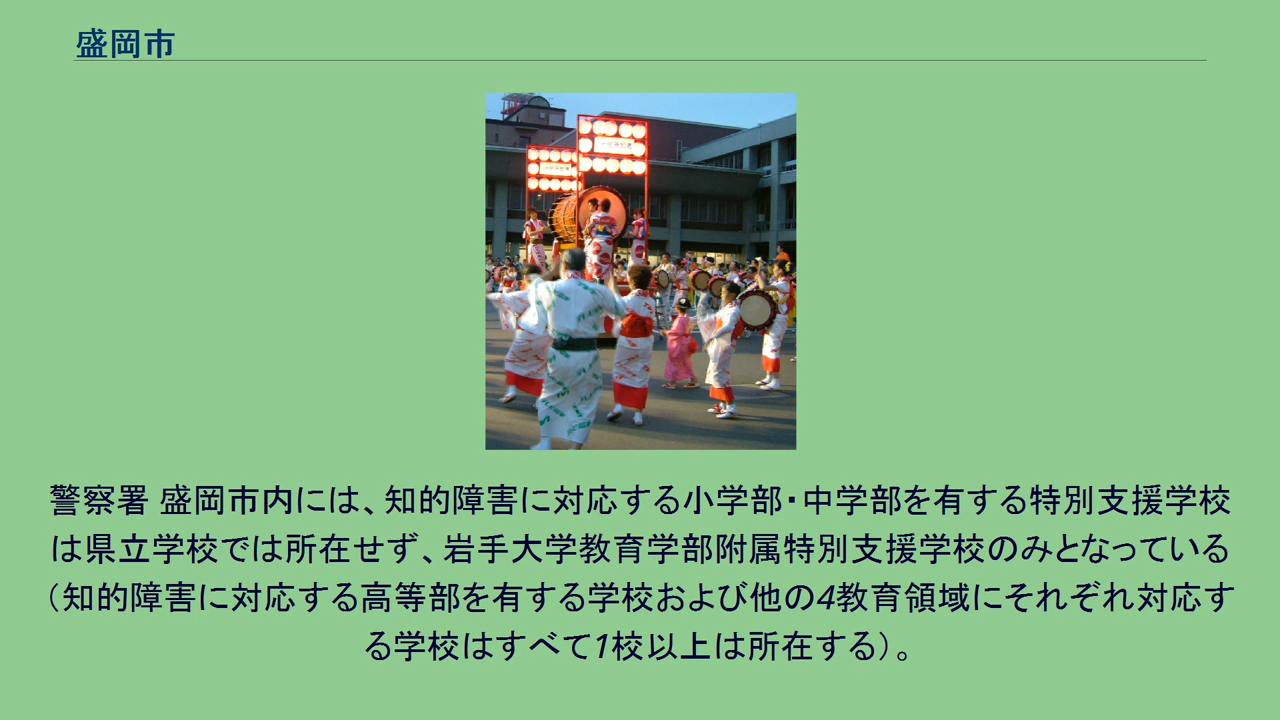 盛岡市
警察署 盛岡市内には、知的障害に対応する小学部・中学部を有する特別支援学校
は県立学校では所在せず、岩手大学教育学部附属特別支援学校のみとなっている
（知的障害に対応する高等部を有する学校および他の4教育領域にそれぞれ対応す
る学校はすべて1校以上は所在する）。